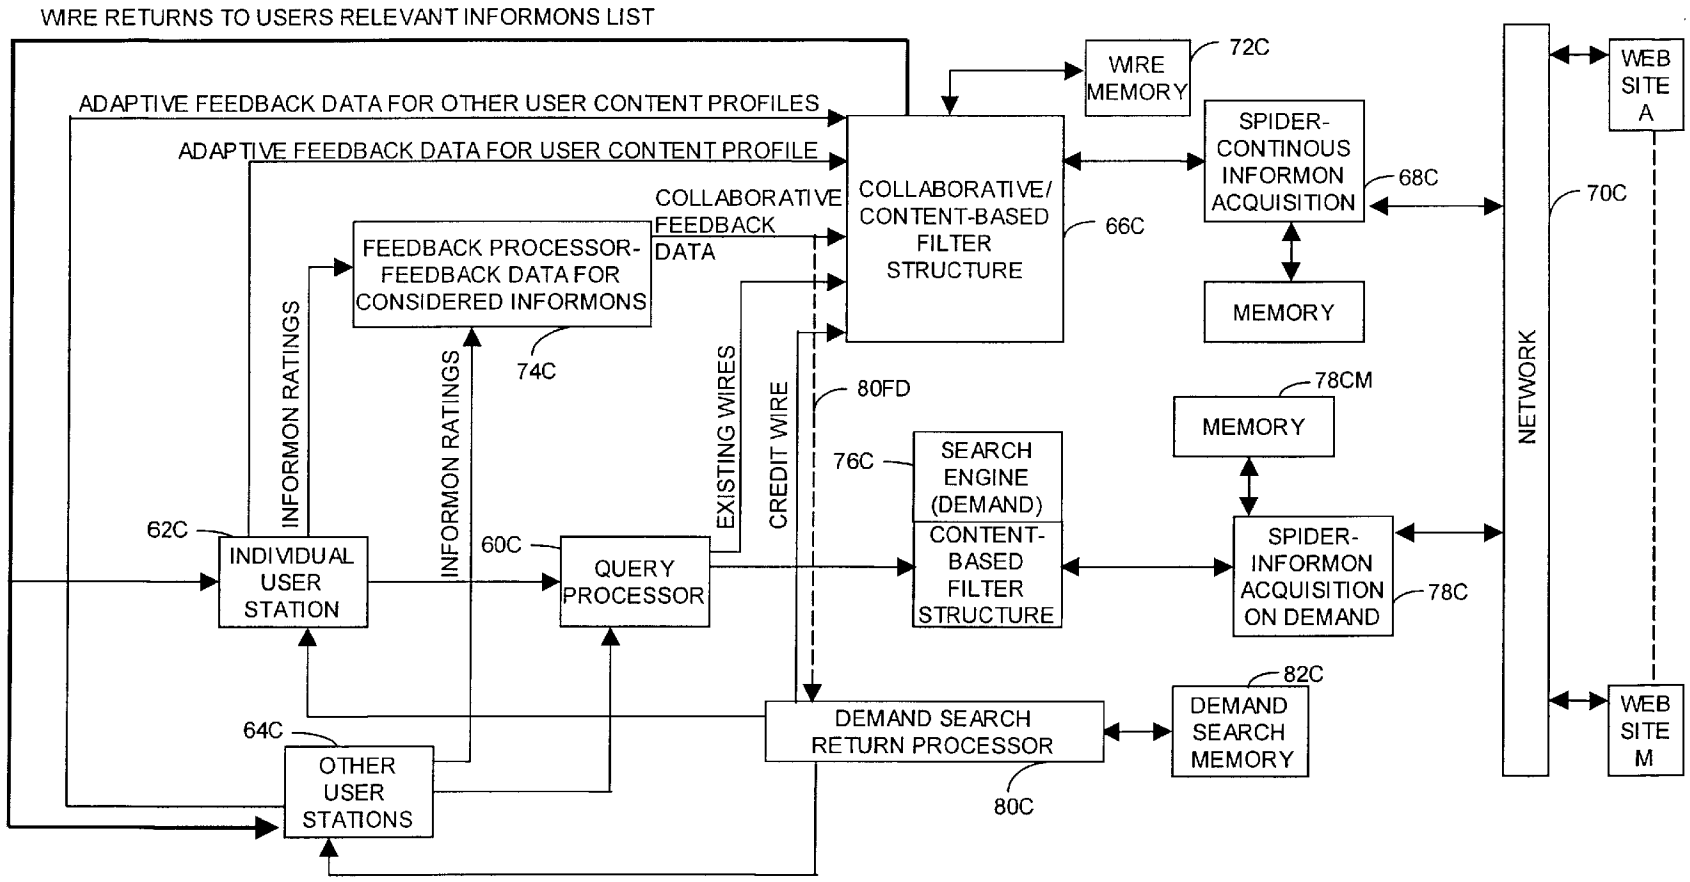 WIRE RETURNS TO USERS RELEVANT INFORMONS LIST
ADAPTIVE FEEDBACK DATA FOR OTHER USER CONTENT PROFILES
ADAPTIVE FEEDBACK DATA FOR USER CONTENT PROFILE
COLLABORATIVE
FEEDBACK
DATA
FEEDBACK PROCESSOR-
FEEDBACK DATA FOR
CONSIDERED INFORMONS
74C
INFORMON RATINGS
INFORMON RATINGS
EXISTING WIRES
CREDIT WIRE
80FD
WIRE
MEMORY
72C
COLLABORATIVE/
CONTENT-BASED
FILTER
STRUCTURE
66C
SPIDER-
CONTINOUS
INFORMON
ACQUISITION
68C
MEMORY
NETWORK
70C
WEB
SITE
A
78CM
MEMORY
76C
SEARCH
ENGINE
(DEMAND)
CONTENT-
BASED
FILTER
STRUCTURE
SPIDER-
INFORMON
ACQUISITION
ON DEMAND
78C
62C
INDIVIDUAL
USER
STATION
60C
QUERY
PROCESSOR
64C
OTHER
USER
STATIONS
DEMAND SEARCH
RETURN PROCESSOR
80C
82C
DEMAND
SEARCH
MEMORY
WEB
SITE
M